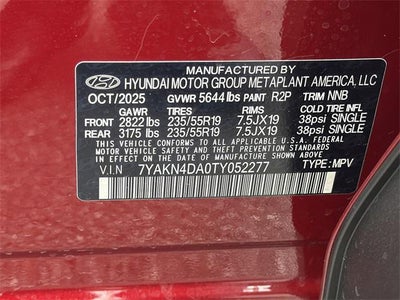 MANUFACTURED BY
HYUNDAI MOTOR GROUP METAPLANT AMERICA, LLC
OCT/2025 GVWR 5644 lbs PAINT R2P TRIM NNB
GAWR TIRES RIMS COLD TIRE INFL
FRONT 2822 lbs 235/55R19 7.5JX19 38psi SINGLE
REAR 3175 lbs 235/55R19 7.5JX19 38psi SINGLE
THIS VEHICLE CONFORMS TO ALL APPLICABLE U.S.A. FEDERAL
MOTOR VEHICLE SAFETY STANDARDS IN EFFECT ON THE DATE OF
MANUFACTURE SHOWN ABOVE.
V.I.N 7YAKN4DA0TY052277 TYPE: MPV